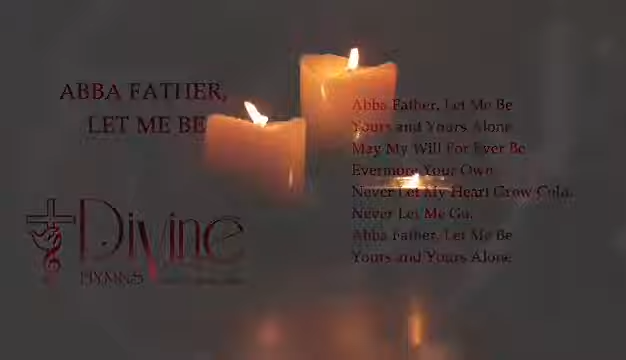 ABBA FATHER,
LET ME BE
Divine
HYMNS
Abba Father, Let Me Be
Yours and Yours Alone
May My Will For Ever Be
Evermore Your Own
Never Let My Heart Grow Cold,
Never Let Me Go,
Abba Father, Let Me Be
Yours and Yours Alone